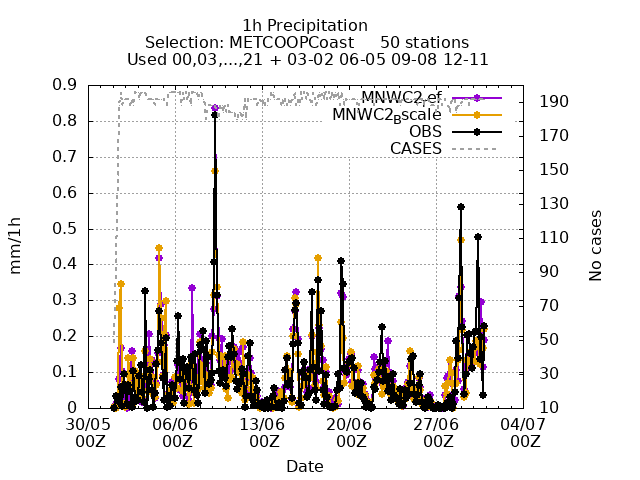 1h Precipitation
Selection: METCOOPCoast 50 stations
Used 00,03,...,21 + 03-02 06-05 09-08 12-11
mm/1h
0.9
0.8
0.7
0.6
0.5
0.4
0.3
0.2
0.1
0
MNWC2 ref
MNWC2Bscale
OBS
CASES
190
170
150
130
110
90
70
50
30
10
No cases
30/05 06/06 13/06 20/06 27/06 04/07
00Z 00Z 00Z 00Z 00Z 00Z
Date